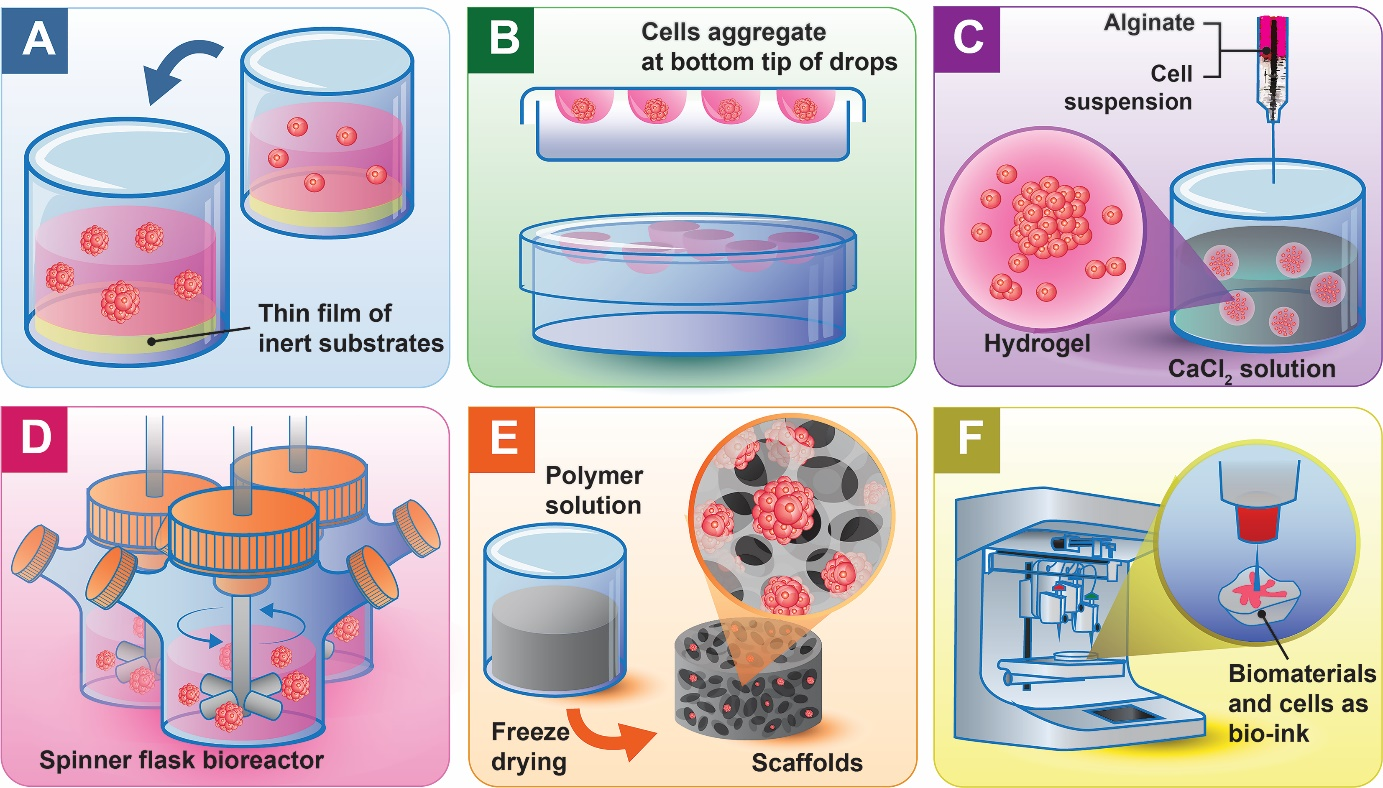 A
Thin film of
inert substrates
B
Cells aggregate
at bottom tip of drops
C
Alginate
Cell
suspension
Hydrogel
CaCl₂ solution
D
Spinner flask bioreactor
E
Polymer
solution
Freeze
drying
Scaffolds
F
Biomaterials
and cells as
bio-ink